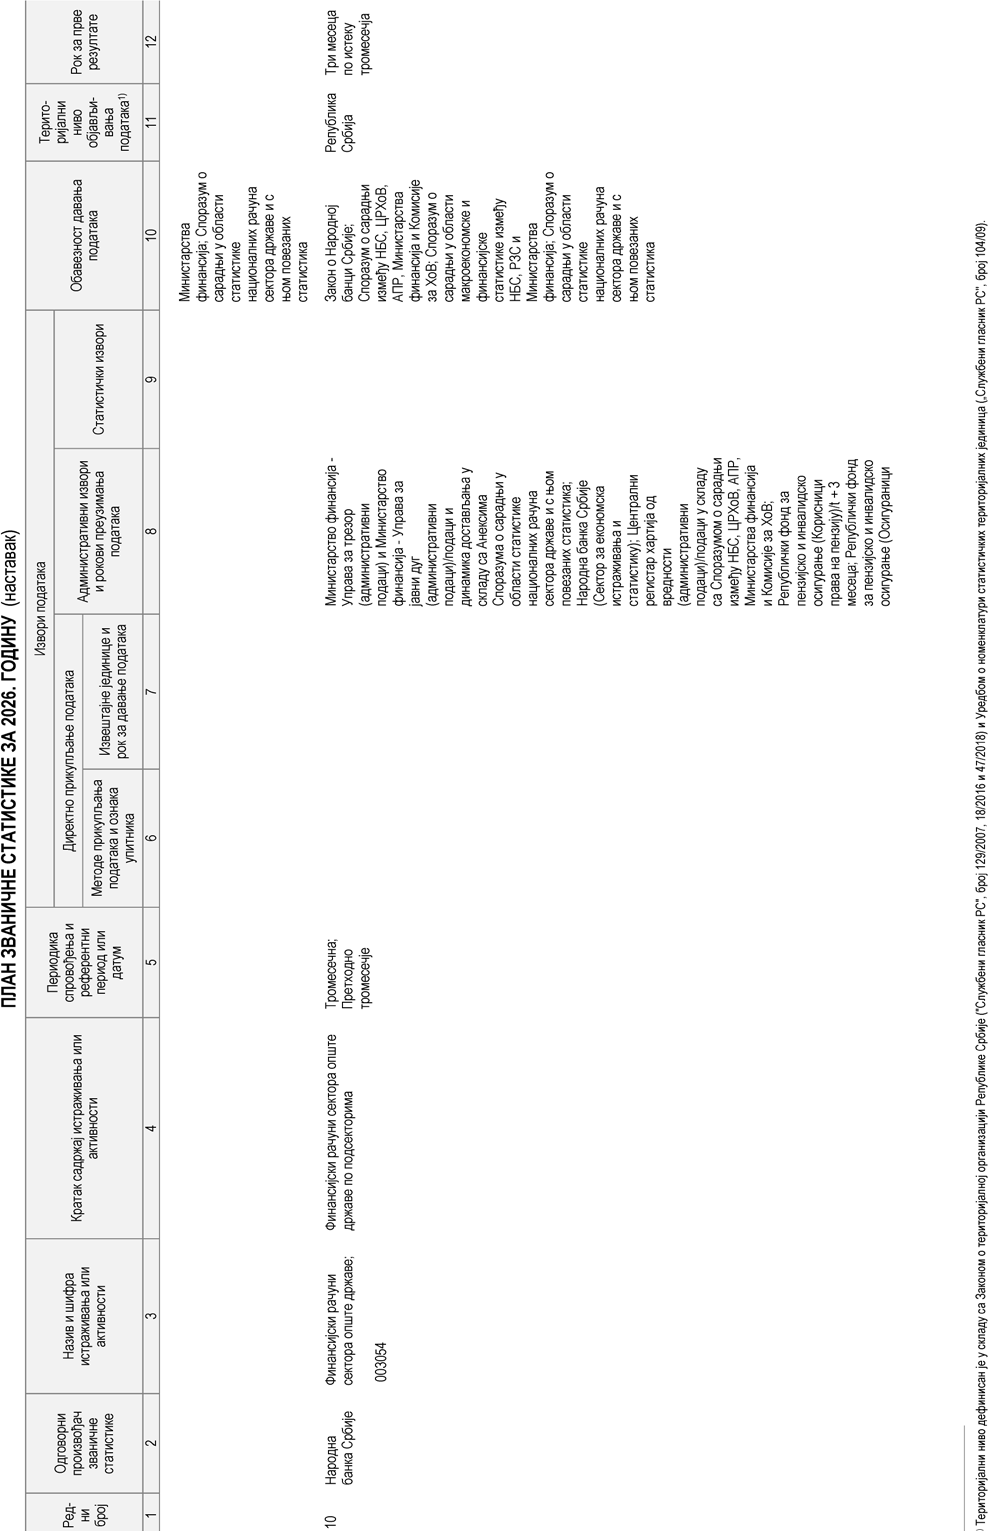 ПЛАН ЗВАНИЧНЕ СТАТИСТИКЕ ЗА 2026. ГОДИНУ (наставак)
Ред-
ни
број
Одговорни
произвођач
званичне
статистике
Назив и шифра
истраживања или
активности
Кратак садржај истраживања или
активности
Периодика
спровођења и
референтни
период или
датум
Извори података
Директно прикупљање података
Методе прикупљања
података и ознака
упитника
Извештајне јединице и
рок за давање података
Административни извори
и рокови преузимања
података
Статистички извори
Обавезност давања
података
Терито-
ријални
ниво
објављи-
вања
података1)
Рок за прве
резултате
1 2 3 4 5 6 7 8 9 10 11 12
Министарства
финансија; Споразум о
сарадњи у области
статистике
националних рачуна
сектора државе и с
њом повезаних
статистика
10
Народна
банка Србије
Финансијски рачуни
сектора опште државе;
003054
Финансијски рачуни сектора опште
државе по подсекторима
Тромесечна;
Претходно
тромесечје
Министарство финансија -
Управа за трезор
(административни
подаци) и Министарство
финансија - Управа за
јавни дуг
(административни
подаци)/подаци и
динамика достављања у
складу са Анексима
Споразума о сарадњи у
области статистике
националних рачуна
сектора државе и с њом
повезаних статистика;
Народна банка Србије
(Сектор за економска
истраживања и
статистику); Централни
регистар хартија од
вредности
(административни
подаци)/подаци у складу
са Споразумом о сарадњи
између НБС, ЦРХоВ, АПР,
Министарства финансија
и Комисије за ХоВ;
Републички фонд за
пензијско и инвалидско
осигурање (Корисници
права на пензију)/t + 3
месеца; Републички фонд
за пензијско и инвалидско
осигурање (Осигураници
Закон о Народној
банци Србије;
Споразум о сарадњи
између НБС, ЦРХоВ,
АПР, Министарства
финансија и Комисије
за ХоВ; Споразум о
сарадњи у области
макроекономске и
финансијске
статистике између
НБС, РЗС и
Министарства
финансија; Споразум о
сарадњи у области
статистике
националних рачуна
сектора државе и с
њом повезаних
статистика
Република
Србија
Три месеца
по истеку
тромесечја
) Територијални ниво дефинисан је у складу са Законом о територијалној организацији Републике Србије ("Службени гласник РС", број 129/2007, 18/2016 и 47/2018) и Уредбом о номенклатури статистичких територијалних јединица („Службени гласник РС", број 104/09).